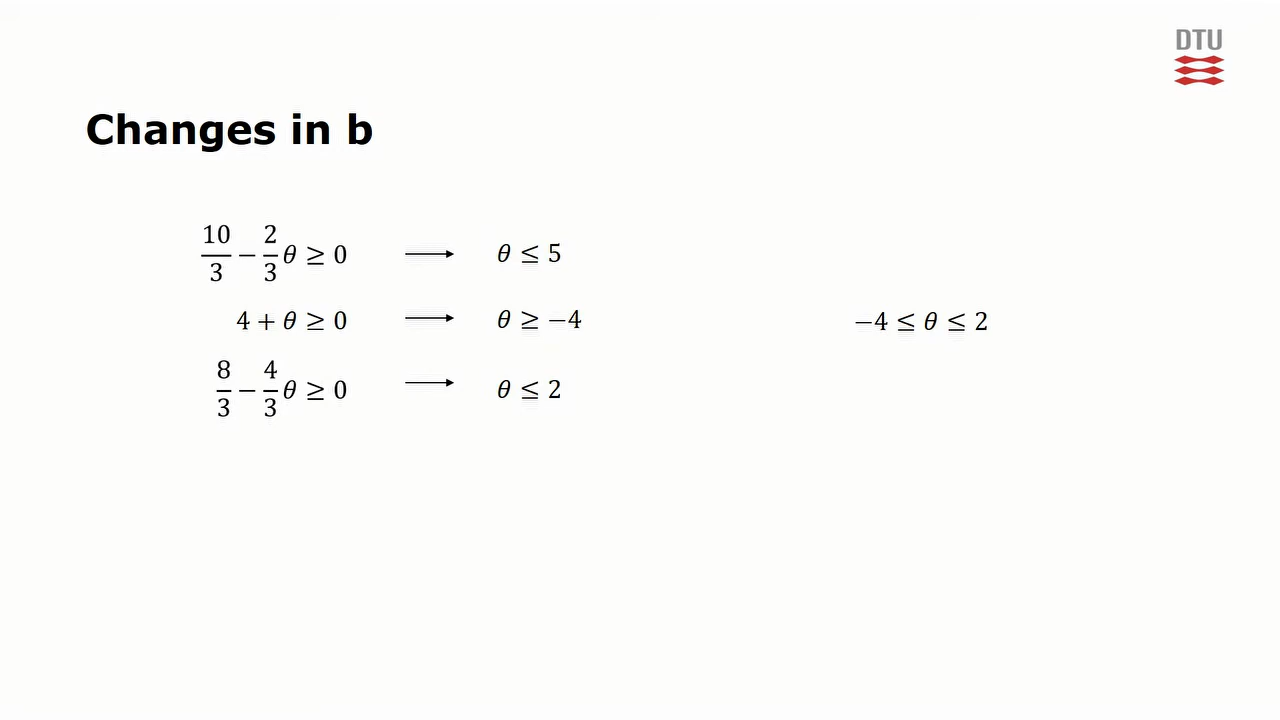 DTU
Changes in b
10/3 − 2/3 θ ≥ 0 ⟶ θ ≤ 5
4 + θ ≥ 0 ⟶ θ ≥ −4 −4 ≤ θ ≤ 2
8/3 − 4/3 θ ≥ 0 ⟶ θ ≤ 2